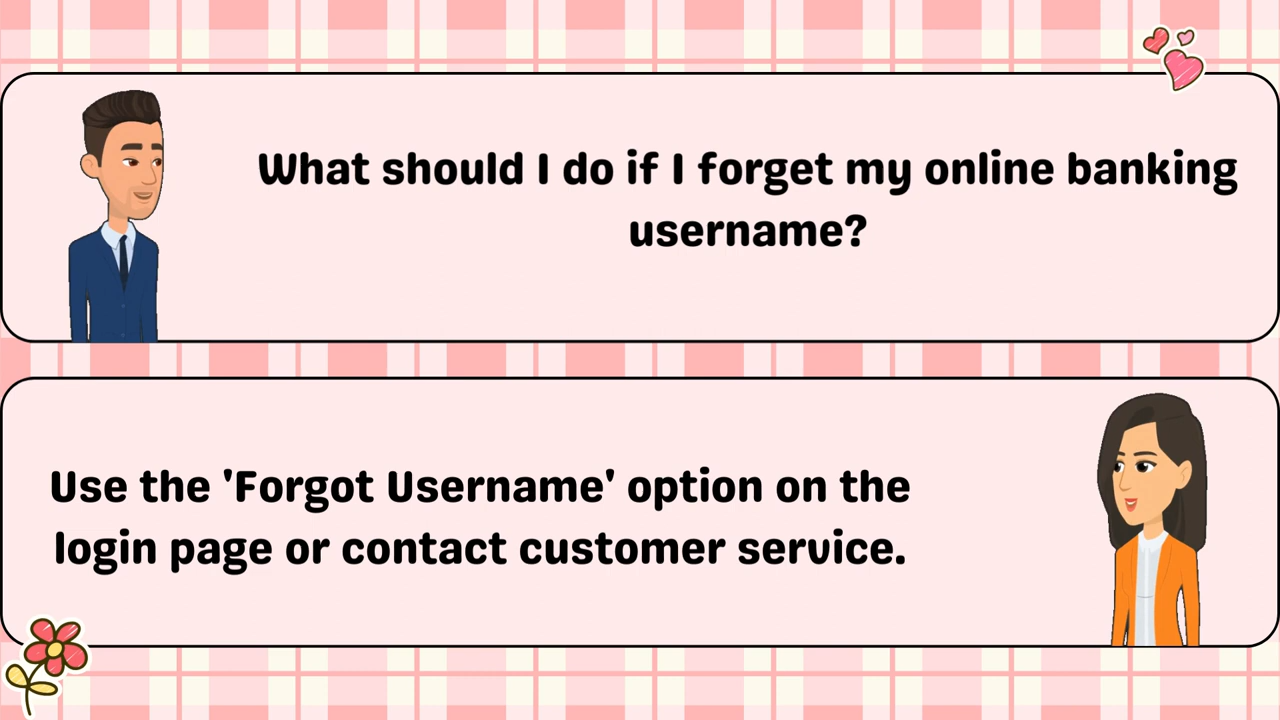 What should I do if I forget my online banking
username?
Use the 'Forgot Username' option on the
login page or contact customer service.